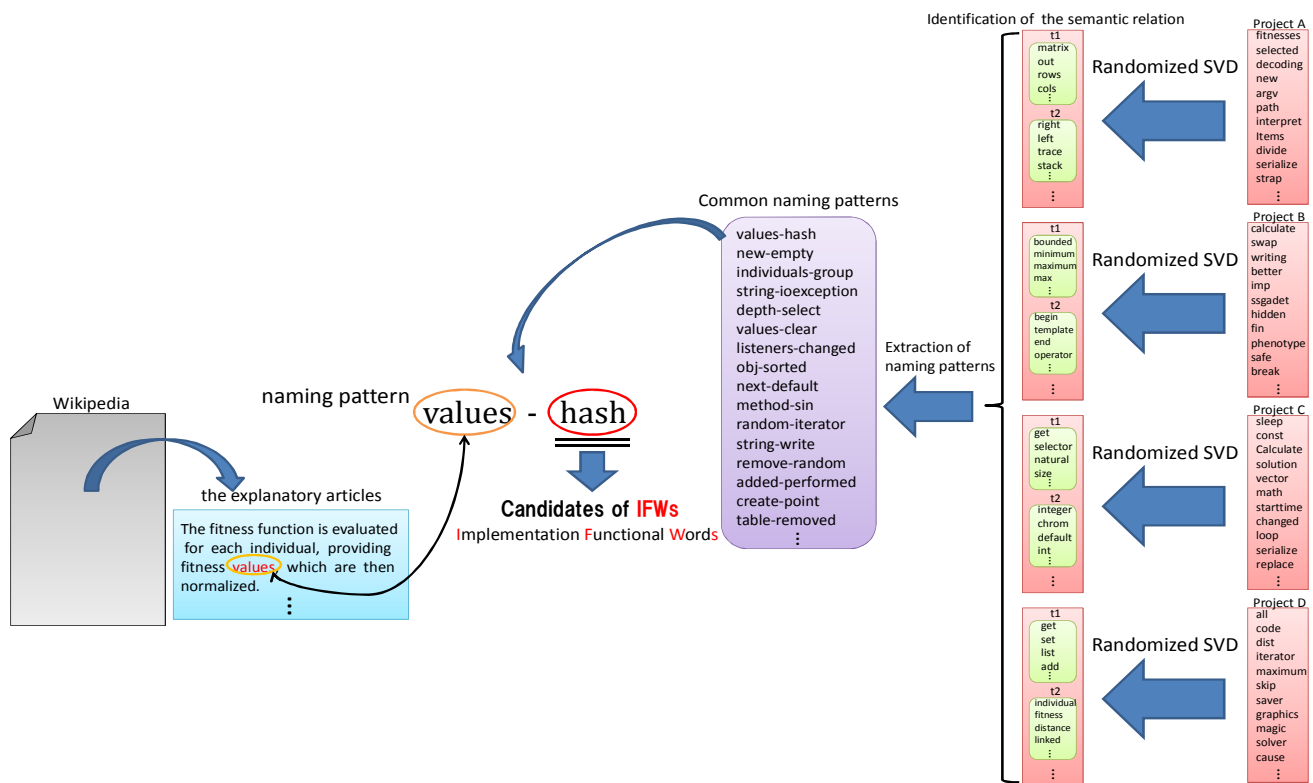 Identification of the semantic relation
Wikipedia
the explanatory articles
The fitness function is evaluated
for each individual, providing
fitness values which are then
normalized.
⋮
naming pattern
values - hash
Candidates of IFWs
Implementation Functional Words
Common naming patterns
values-hash
new-empty
individuals-group
string-ioexception
depth-select
values-clear
listeners-changed
obj-sorted
next-default
method-sin
random-iterator
string-write
remove-random
added-performed
create-point
table-removed
⋮
Extraction of
naming patterns
t1
matrix
out
rows
cols
⋮
t2
right
left
trace
stack
⋮
⋮
Randomized SVD
Project A
fitnesses
selected
decoding
new
argv
path
interpret
Items
divide
serialize
strap
⋮
t1
bounded
minimum
maximum
max
⋮
t2
begin
template
end
operator
⋮
⋮
Randomized SVD
Project B
calculate
swap
writing
better
imp
ssgadet
hidden
fin
phenotype
safe
break
⋮
t1
get
selector
natural
size
⋮
t2
integer
chrom
default
int
⋮
⋮
Randomized SVD
Project C
sleep
const
Calculate
solution
vector
math
starttime
changed
loop
serialize
replace
⋮
t1
get
set
list
add
⋮
t2
individual
fitness
distance
linked
⋮
⋮
Randomized SVD
Project D
all
code
dist
iterator
maximum
skip
saver
graphics
magic
solver
cause
⋮